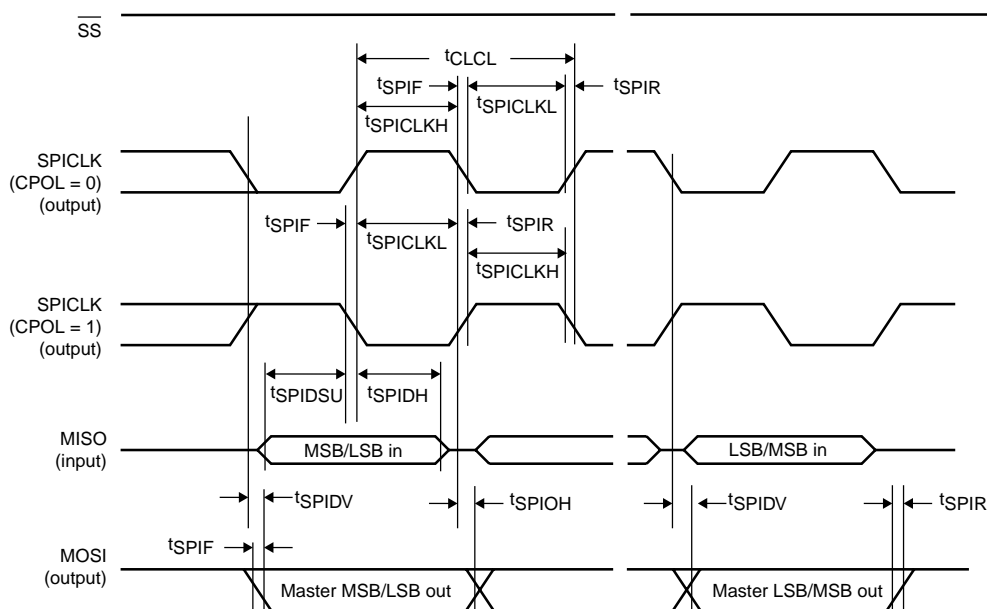 SS
tCLCL
tSPIF
tSPICLKL
tSPIR
tSPICLKH
SPICLK
(CPOL = 0)
(output)
tSPIF
tSPICLKL
tSPIR
tSPICLKH
SPICLK
(CPOL = 1)
(output)
tSPIDSU
tSPIDH
MISO
(input)
MSB/LSB in
LSB/MSB in
tSPIDV
tSPIOH
tSPIDV
tSPIR
tSPIF
MOSI
(output)
Master MSB/LSB out
Master LSB/MSB out